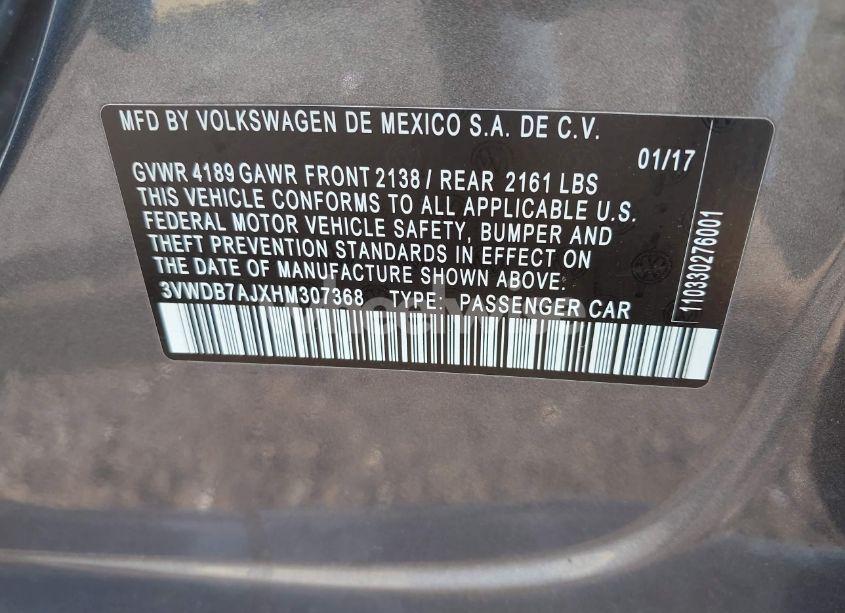 MFD BY VOLKSWAGEN DE MEXICO S.A. DE C.V.
01/17
GVWR 4189 GAWR FRONT 2138 / REAR 2161 LBS
THIS VEHICLE CONFORMS TO ALL APPLICABLE U.S.
FEDERAL MOTOR VEHICLE SAFETY, BUMPER AND
THEFT PREVENTION STANDARDS IN EFFECT ON
THE DATE OF MANUFACTURE SHOWN ABOVE:
3VWDB7AJXHM307368 TYPE: PASSENGER CAR
110330276001